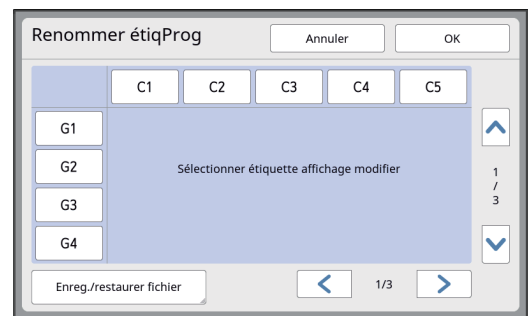 Renommer étiqProg
Annuler
OK
C1 C2 C3 C4 C5
G1
G2
G3
G4
Sélectionner étiquette affichage modifier
1
/
3
Enreg./restaurer fichier
1/3